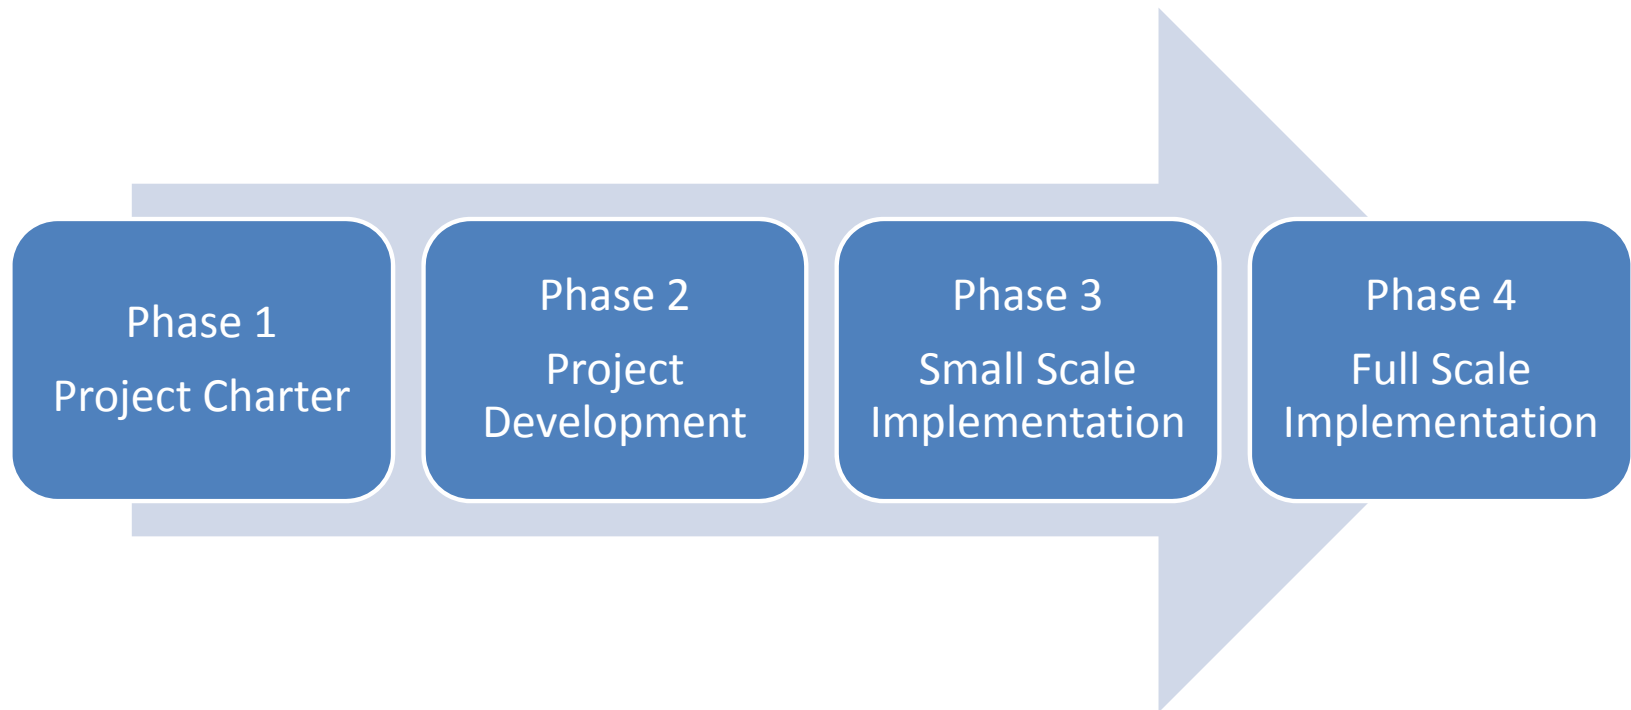 Phase 1
Project Charter
Phase 2
Project
Development
Phase 3
Small Scale
Implementation
Phase 4
Full Scale
Implementation